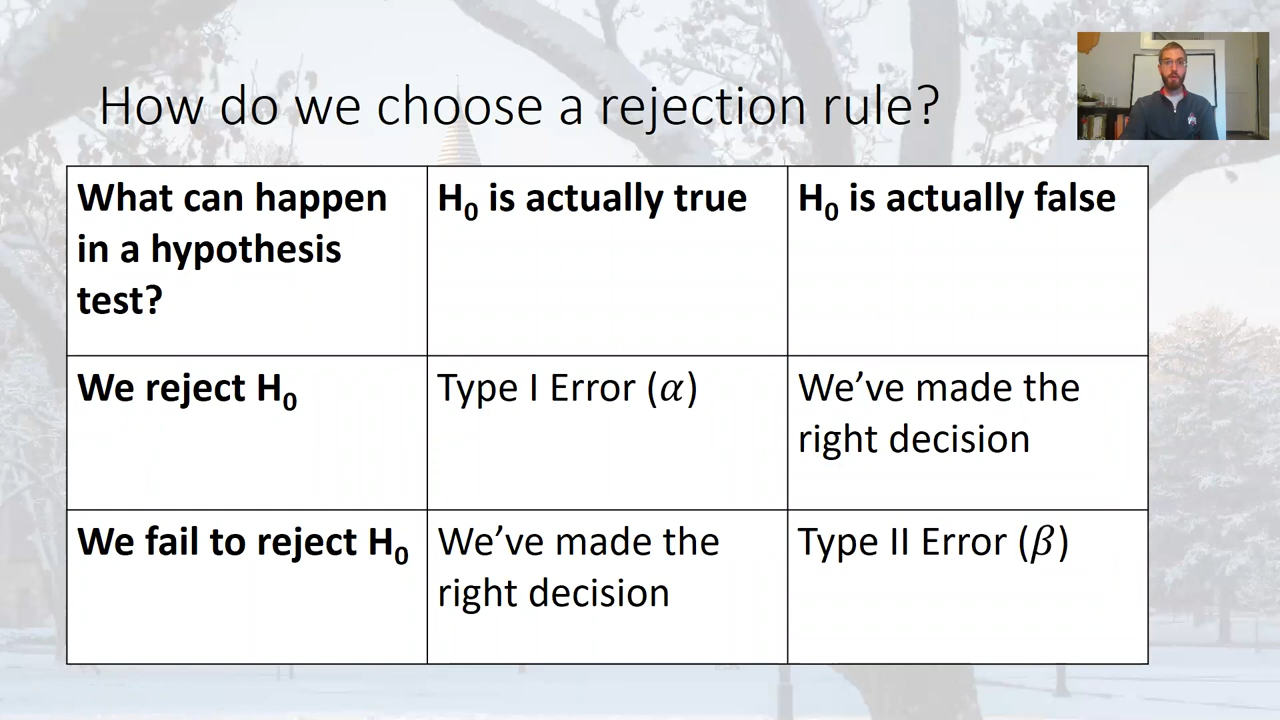 How do we choose a rejection rule?
What can happen
in a hypothesis
test?
H₀ is actually true
H₀ is actually false
We reject H₀
Type I Error (α)
We’ve made the
right decision
We fail to reject H₀
We’ve made the
right decision
Type II Error (β)